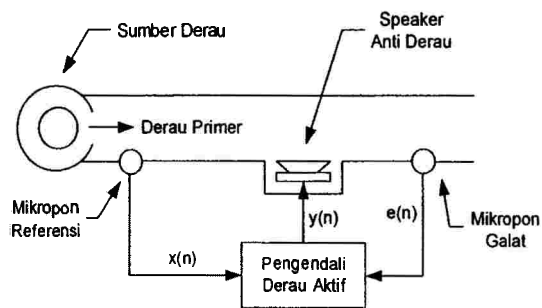 Sumber Derau
Speaker
Anti Derau
Derau Primer
Mikropon
Referensi
x(n)
y(n)
e(n)
Mikropon
Galat
Pengendali
Derau Aktif